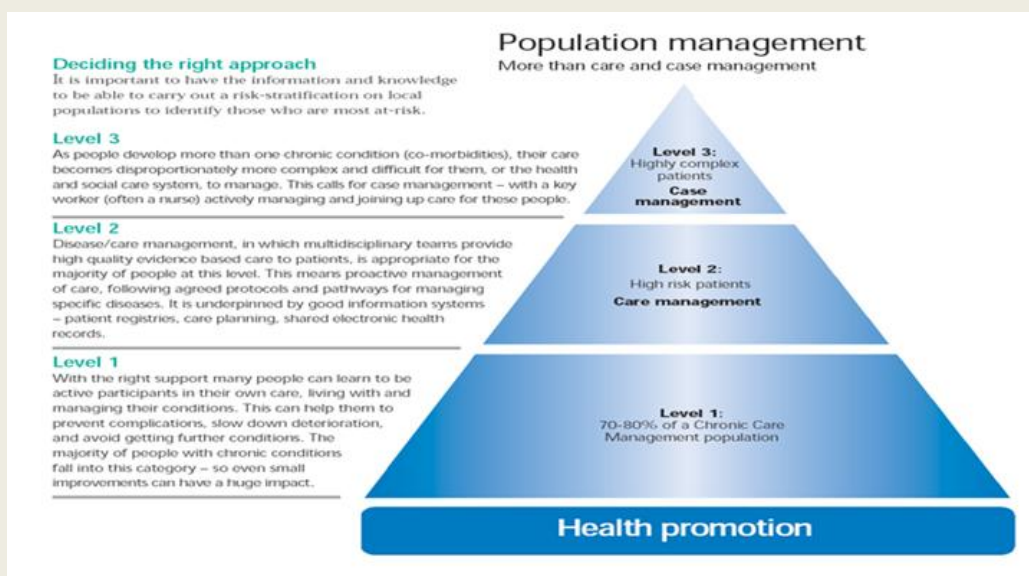 Population management
More than care and case management
Deciding the right approach
It is important to have the information and knowledge
to be able to carry out a risk-stratification on local
populations to identify those who are most at-risk.
Level 3
As people develop more than one chronic condition (co-morbidities), their care
becomes disproportionately more complex and difficult for them, or the health
and social care system, to manage. This calls for case management – with a key
worker (often a nurse) actively managing and joining up care for these people.
Level 2
Disease/care management, in which multidisciplinary teams provide
high quality evidence based care to patients, is appropriate for the
majority of people at this level. This means proactive management
of care, following agreed protocols and pathways for managing
specific diseases. It is underpinned by good information systems
– patient registries, care planning, shared electronic health
records.
Level 1
With the right support many people can learn to be
active participants in their own care, living with and
managing their conditions. This can help them to
prevent complications, slow down deterioration,
and avoid getting further conditions. The
majority of people with chronic conditions
fall into this category – so even small
improvements can have a huge impact.
Level 3:
Highly complex
patients
Case
management
Level 2:
High risk patients
Care management
Level 1:
70-80% of a Chronic Care
Management population
Health promotion